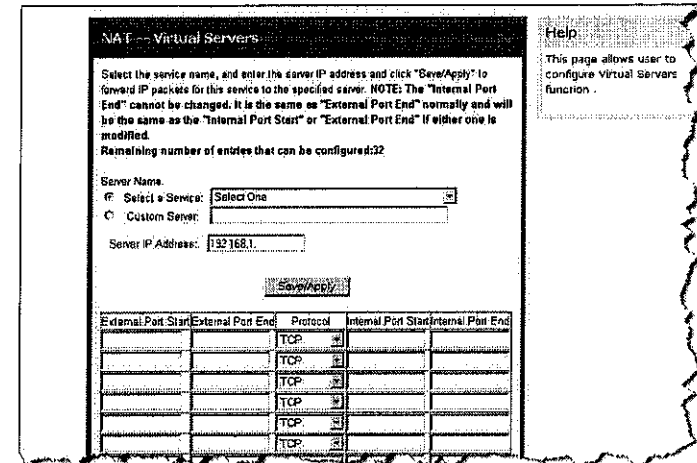 NAT -- Virtual Servers
Select the service name, and enter the server IP address and click "Save/Apply" to
forward IP packets for this service to the specified server. NOTE: The "Internal Port
End" cannot be changed. It is the same as "External Port End" normally and will
be the same as the "Internal Port Start" or "External Port End" if either one is
modified.
Remaining number of entries that can be configured:32
Server Name:
Select a Service: Select One
Custom Server:
Server IP Address: 192.168.1.
Save/Apply
External Port Start External Port End Protocol Internal Port Start Internal Port End
TCP
TCP
TCP
TCP
TCP
TCP
Help
This page allows user to
configure Virtual Servers
function .